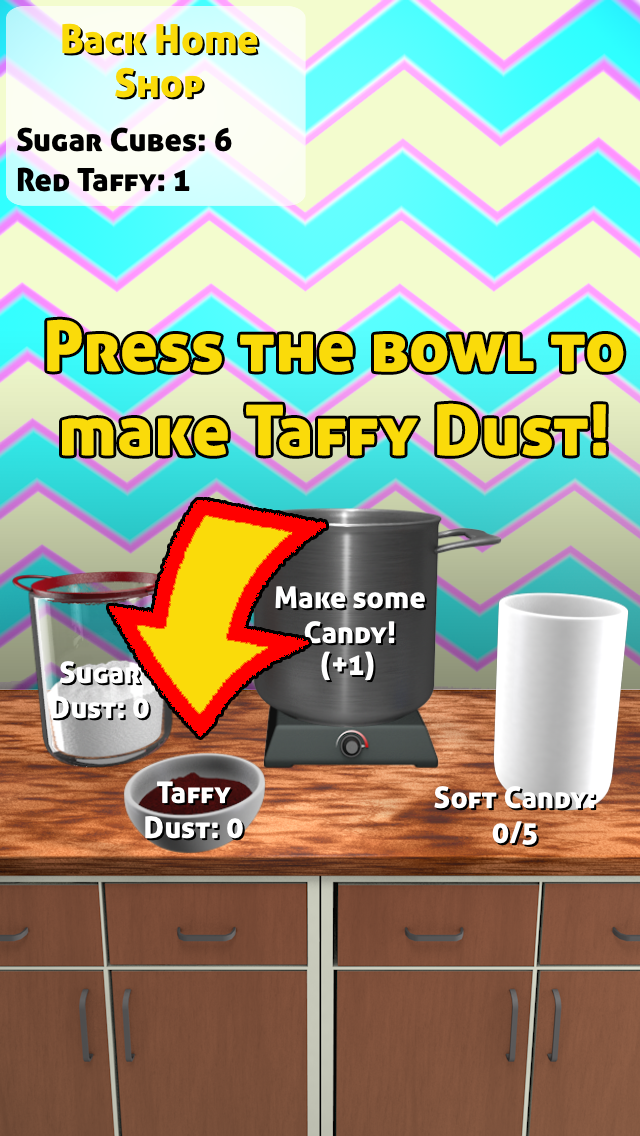 Back Home
Shop
Sugar Cubes: 6
Red Taffy: 1
Press the bowl to
make Taffy Dust!
Make some
Candy!
(+1)
Sugar
Dust: 0
Taffy
Dust: 0
Soft Candy:
0/5